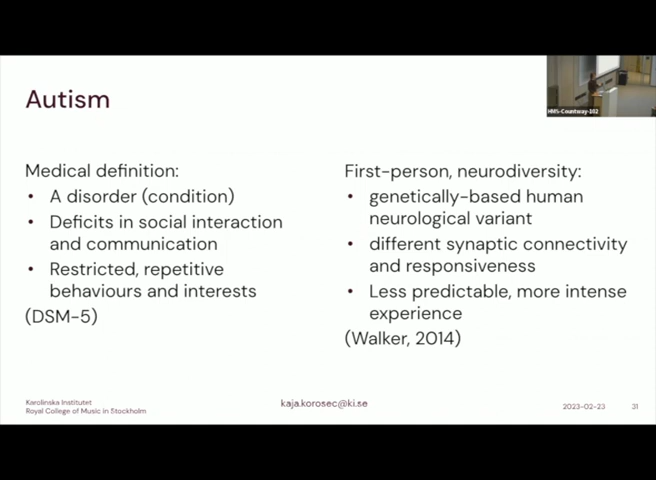 Autism
HMS-Countway-102
Medical definition:
• A disorder (condition)
• Deficits in social interaction
and communication
• Restricted, repetitive
behaviours and interests
(DSM-5)
First-person, neurodiversity:
• genetically-based human
neurological variant
• different synaptic connectivity
and responsiveness
• Less predictable, more intense
experience
(Walker, 2014)
Karolinska Institutet
Royal College of Music in Stockholm
kaja.korosec@ki.se
2023-02-23
31